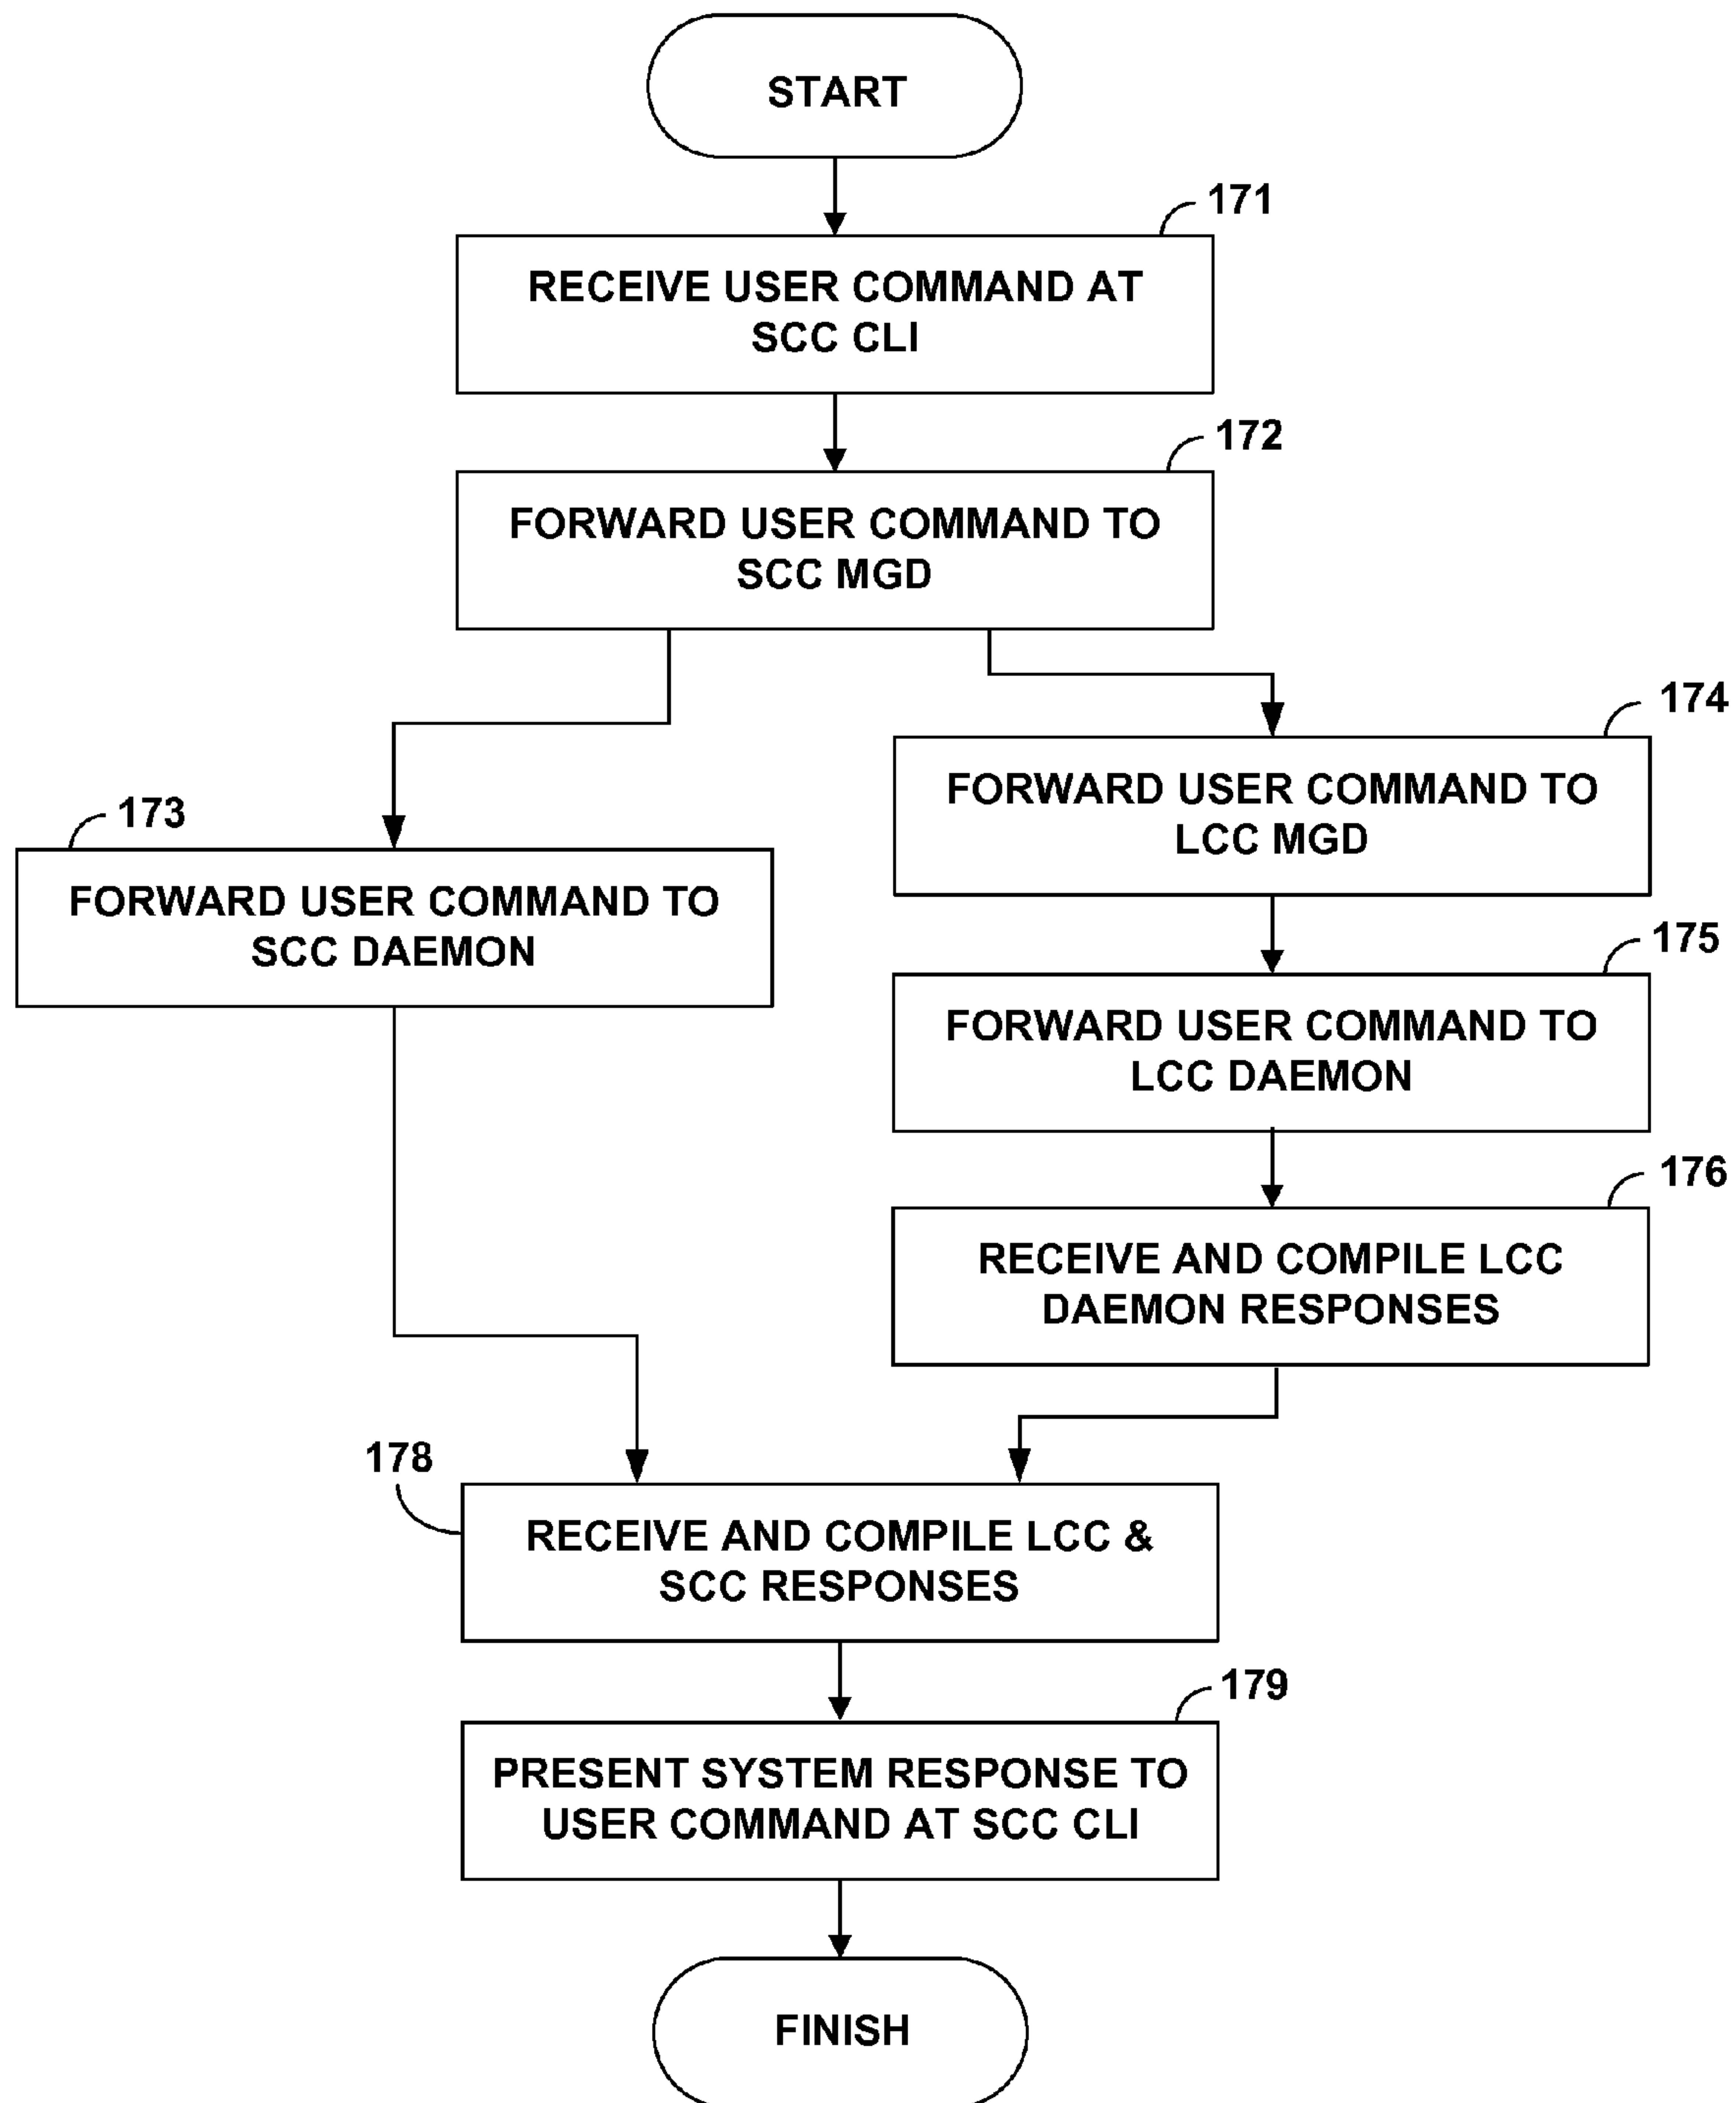 START
171
RECEIVE USER COMMAND AT
SCC CLI
172
FORWARD USER COMMAND TO
SCC MGD
174
FORWARD USER COMMAND TO
LCC MGD
173
FORWARD USER COMMAND TO
SCC DAEMON
175
FORWARD USER COMMAND TO
LCC DAEMON
176
RECEIVE AND COMPILE LCC
DAEMON RESPONSES
178
RECEIVE AND COMPILE LCC &
SCC RESPONSES
179
PRESENT SYSTEM RESPONSE TO
USER COMMAND AT SCC CLI
FINISH